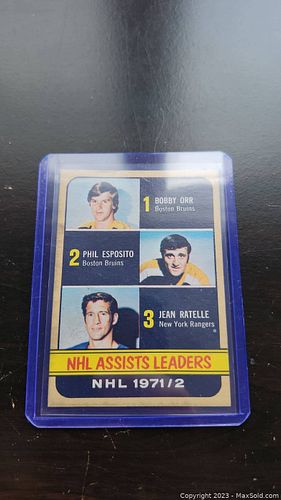 1 BOBBY ORR
Boston Bruins
2 PHIL ESPOSITO
Boston Bruins
3 JEAN RATELLE
New York Rangers
NHL ASSISTS LEADERS
NHL 1971/2
Copyright 2023 - MaxSold.com